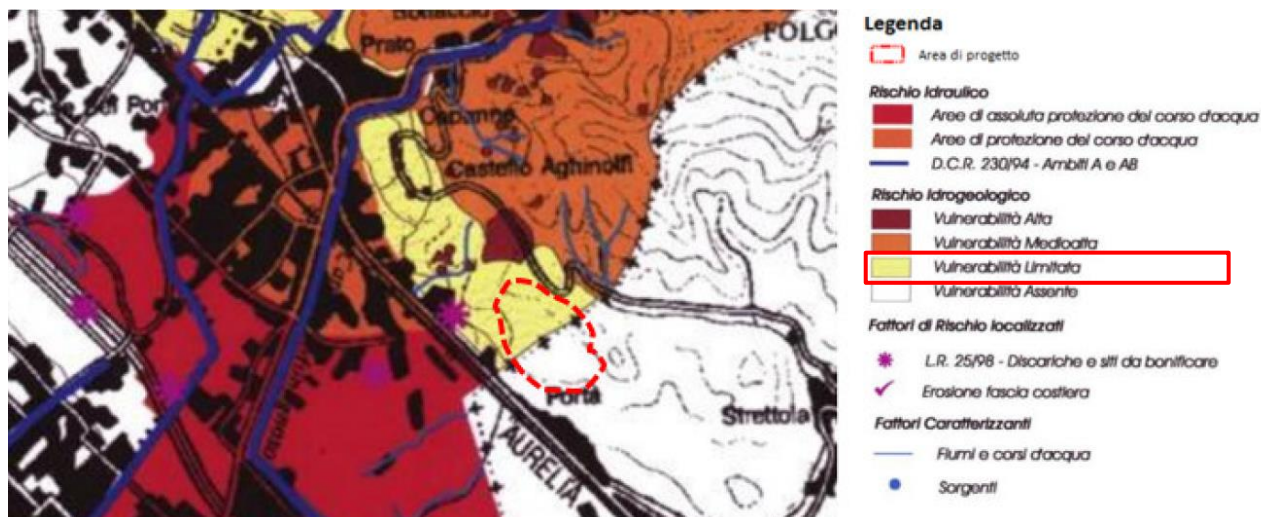 Prato
FOLG
Capanne
Castello Aghinolfi
Porta
Strettoia
AURELIA
Legenda
Area di progetto
Rischio Idraulico
Aree di assoluta protezione del corso d'acqua
Aree di protezione del corso d'acqua
D.C.R. 230/94 - Ambiti A e AB
Rischio Idrogeologico
Vulnerabilità Alta
Vulnerabilità Medioalta
Vulnerabilità Limitata
Vulnerabilità Assente
Fattori di Rischio localizzati
L.R. 25/98 - Discariche e siti da bonificare
Erosione fascia costiera
Fattori Caratterizzanti
Fiumi e corsi d'acqua
Sorgenti